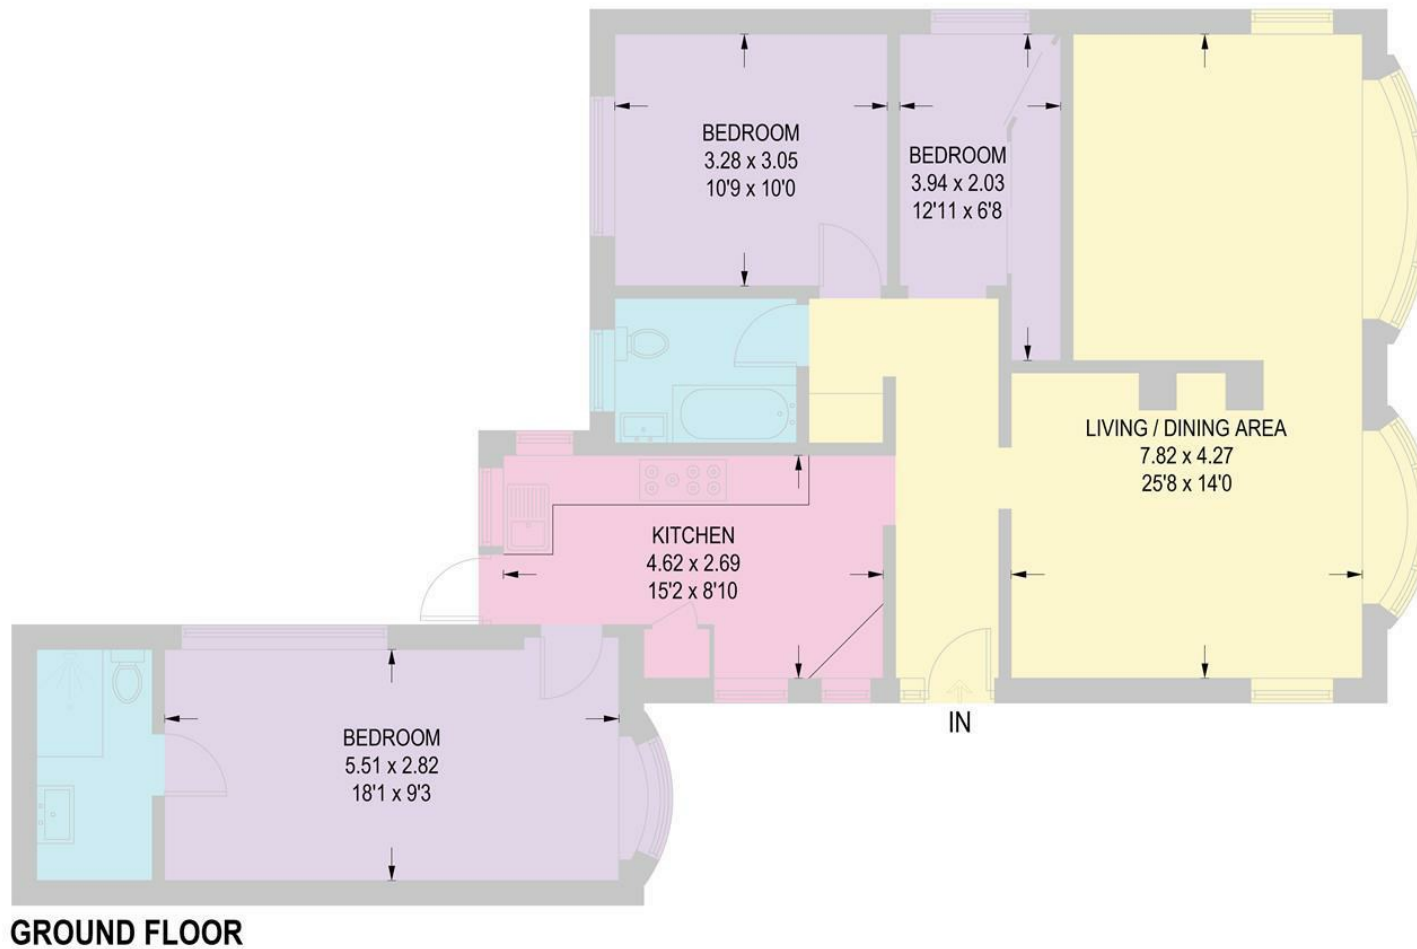 BEDROOM
3.28 x 3.05
10'9 x 10'0
BEDROOM
3.94 x 2.03
12'11 x 6'8
LIVING / DINING AREA
7.82 x 4.27
25'8 x 14'0
KITCHEN
4.62 x 2.69
15'2 x 8'10
IN
BEDROOM
5.51 x 2.82
18'1 x 9'3
GROUND FLOOR